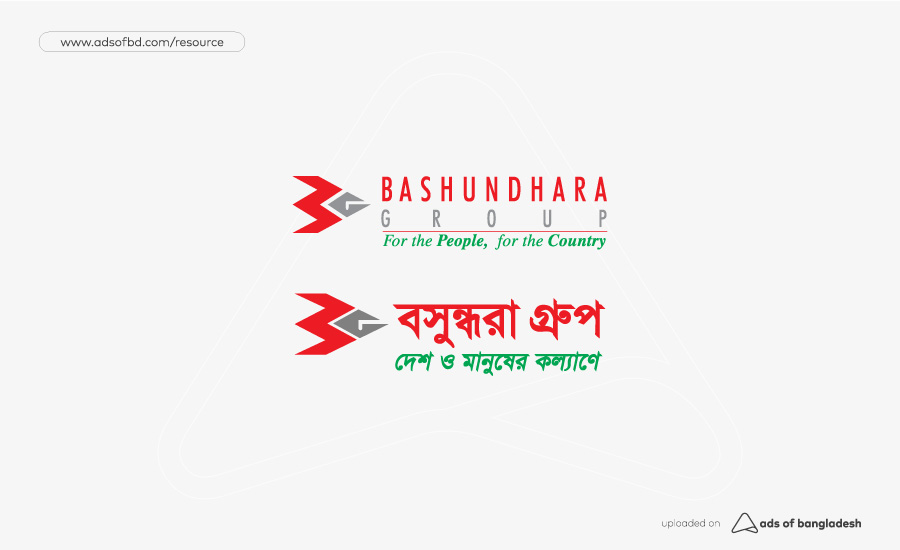 www.adsofbd.com/resource
BASHUNDHARA
GROUP
For the People, for the Country
বসুন্ধরা গ্রুপ
দেশ ও মানুষের কল্যাণে
uploaded on ads of bangladesh